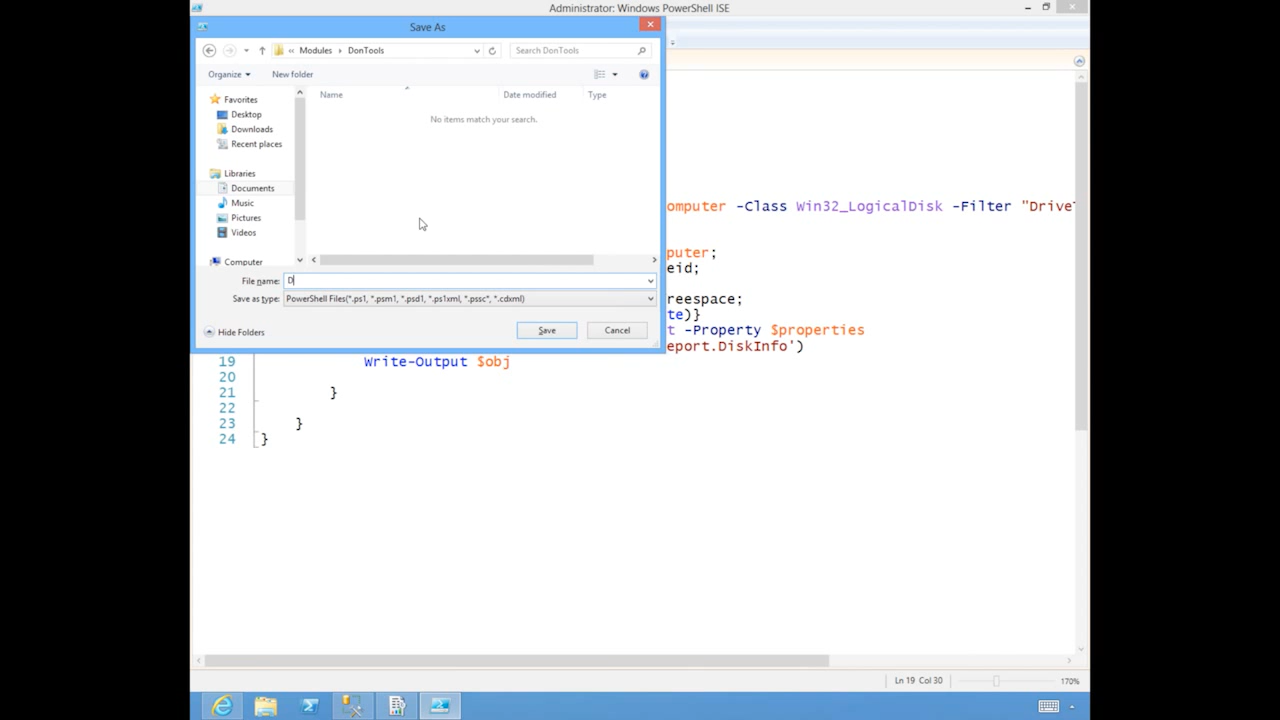 Administrator: Windows PowerShell ISE
Save As
« Modules › DonTools
Search DonTools
Organize
New folder
Name
Date modified
Type
No items match your search.
Favorites
Desktop
Downloads
Recent places
Libraries
Documents
Music
Pictures
Videos
Computer
File name: D
Save as type: PowerShell Files(*.ps1, *.psm1, *.psd1, *.ps1xml, *.pssc*, *.cdxml)
Hide Folders
Save
Cancel
omputer -Class Win32_LogicalDisk -Filter "Drive
puter;
eid;
reespace;
te)}
t -Property $properties
eport.DiskInfo')
19 Write-Output $obj
20
21 }
22
23 }
24 }
Ln 19 Col 30
170%